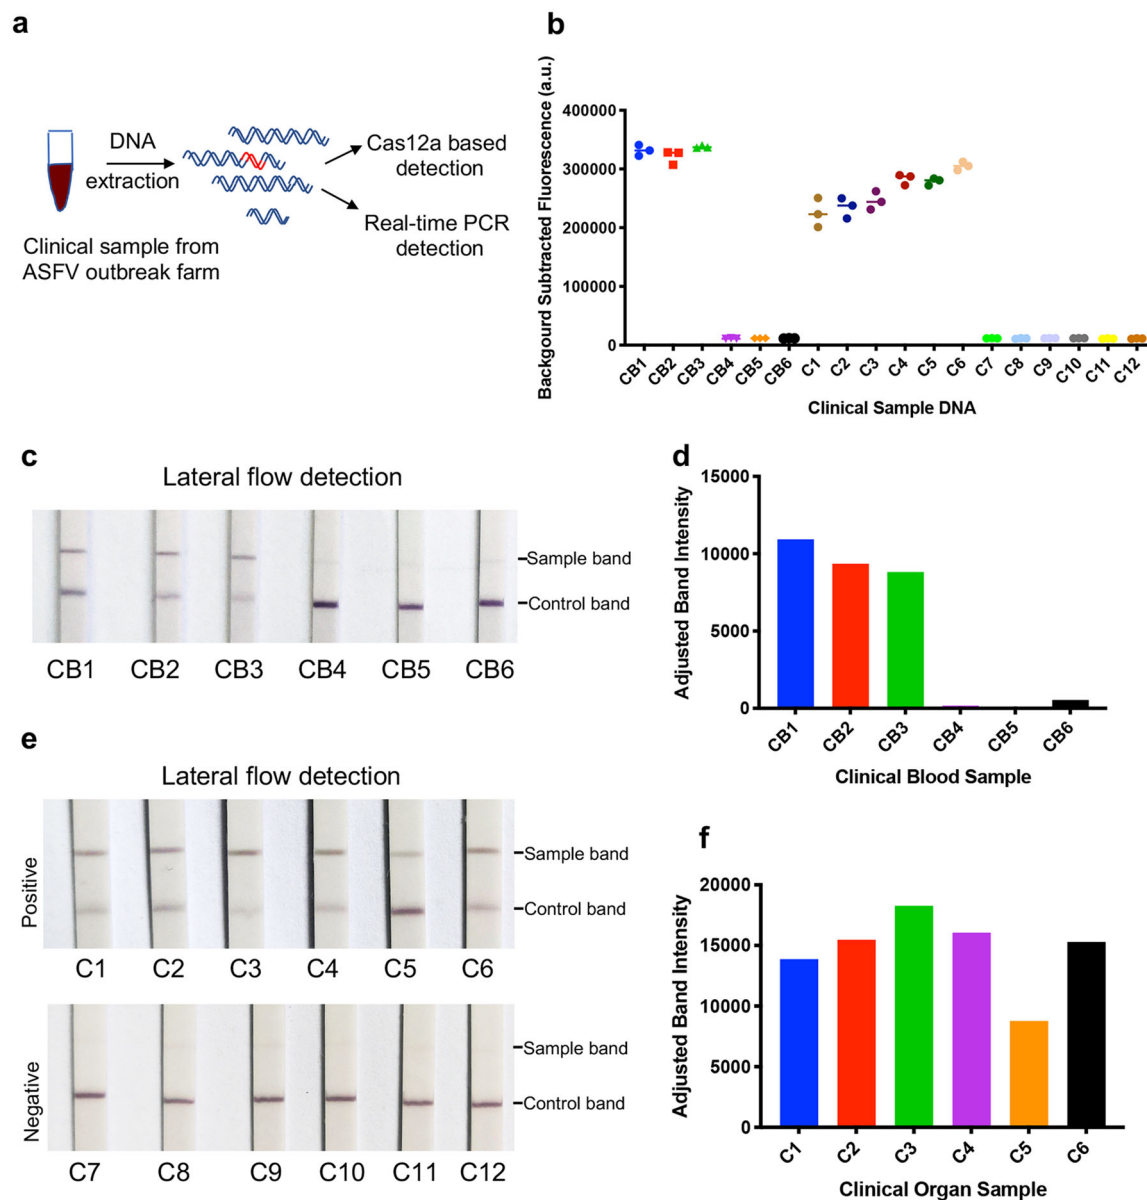 a
DNA
extraction
Clinical sample from
ASFV outbreak farm
Cas12a based
detection
Real-time PCR
detection
b
Backgourd Subtracted Fluorescence (a.u.)
400000
300000
200000
100000
0
CB1 CB2 CB3 CB4 CB5 CB6 C1 C2 C3 C4 C5 C6 C7 C8 C9 C10 C11 C12
Clinical Sample DNA
c
Lateral flow detection
Sample band
Control band
CB1 CB2 CB3 CB4 CB5 CB6
d
Adjusted Band Intensity
15000
10000
5000
0
CB1 CB2 CB3 CB4 CB5 CB6
Clinical Blood Sample
e
Lateral flow detection
Positive
Sample band
Control band
C1 C2 C3 C4 C5 C6
Negative
Sample band
Control band
C7 C8 C9 C10 C11 C12
f
Adjusted Band Intensity
20000
15000
10000
5000
0
C1 C2 C3 C4 C5 C6
Clinical Organ Sample